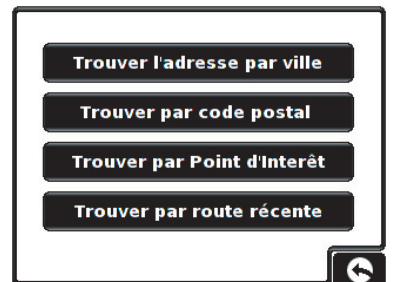 Trouver l'adresse par ville
Trouver par code postal
Trouver par Point d'Interêt
Trouver par route récente